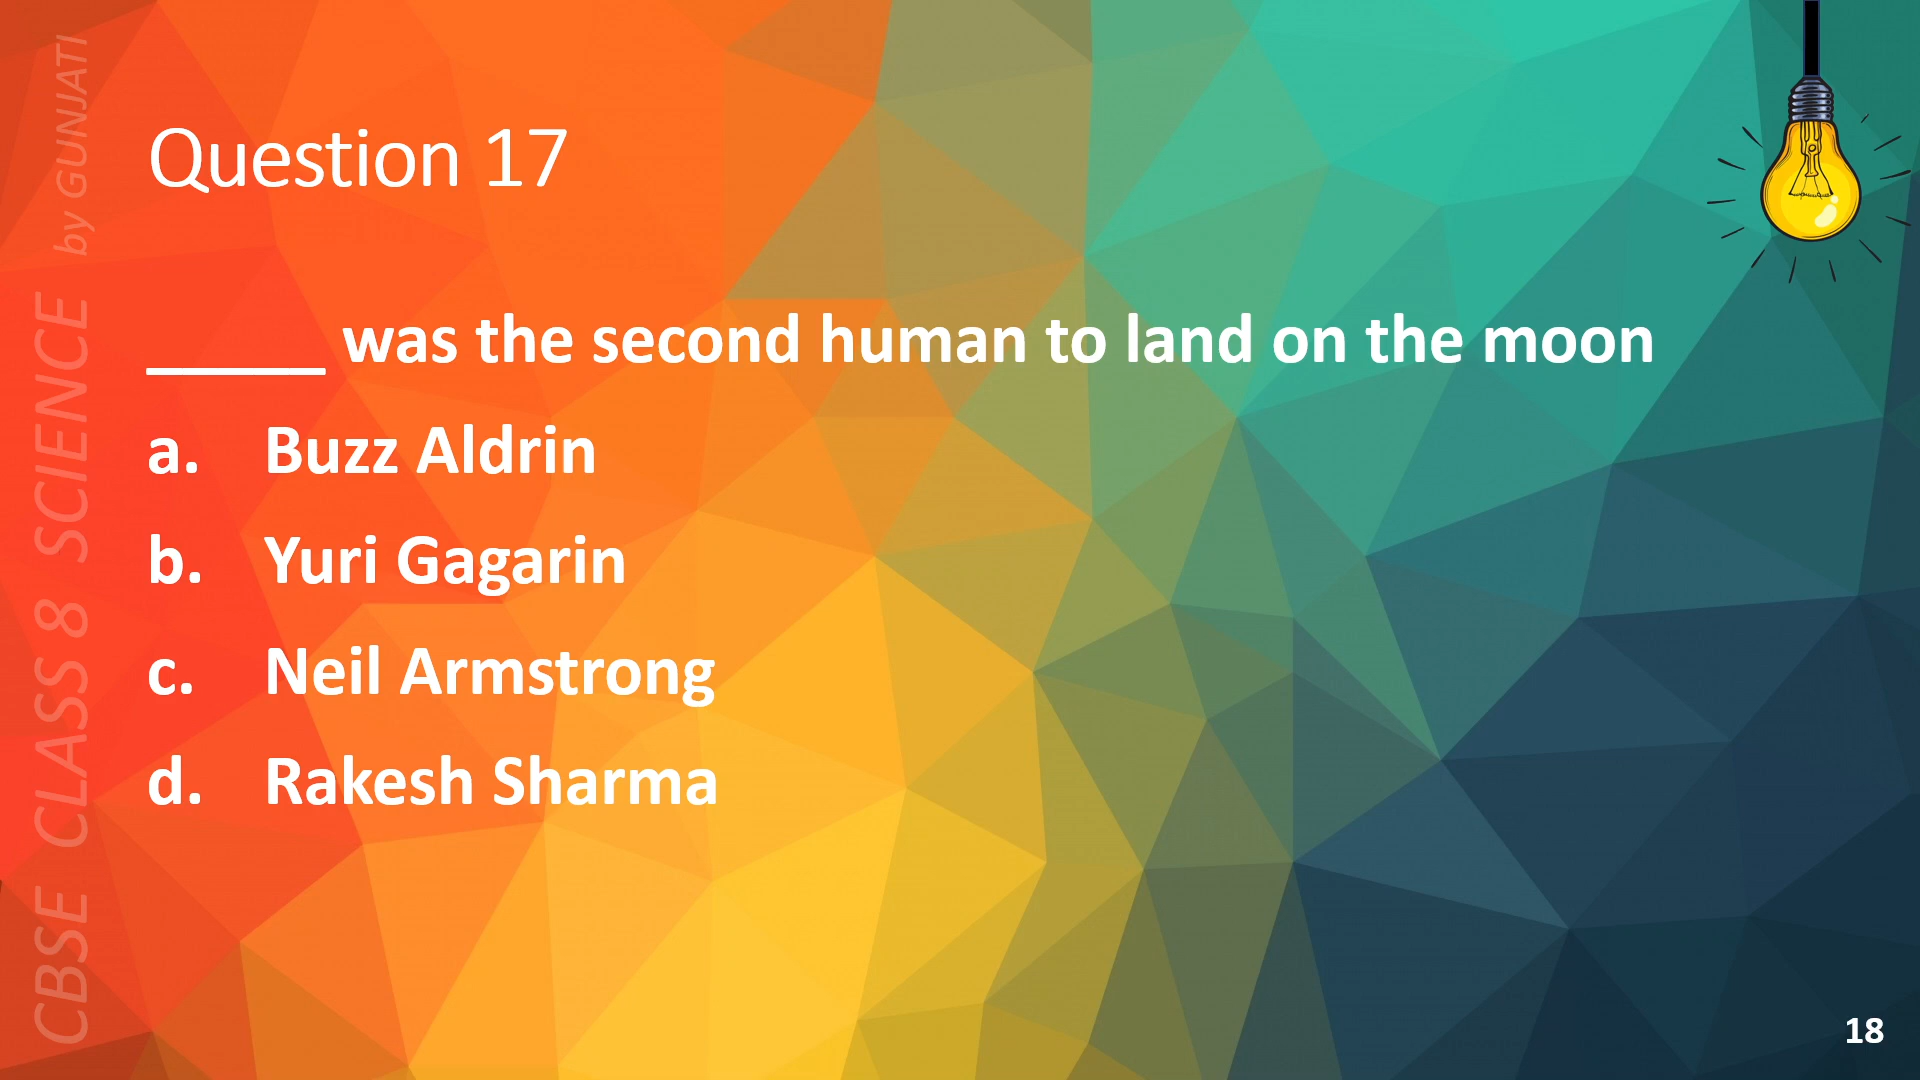 CBSE CLASS 8 SCIENCE by GUNJATI
Question 17
______ was the second human to land on the moon
a. Buzz Aldrin
b. Yuri Gagarin
c. Neil Armstrong
d. Rakesh Sharma
18